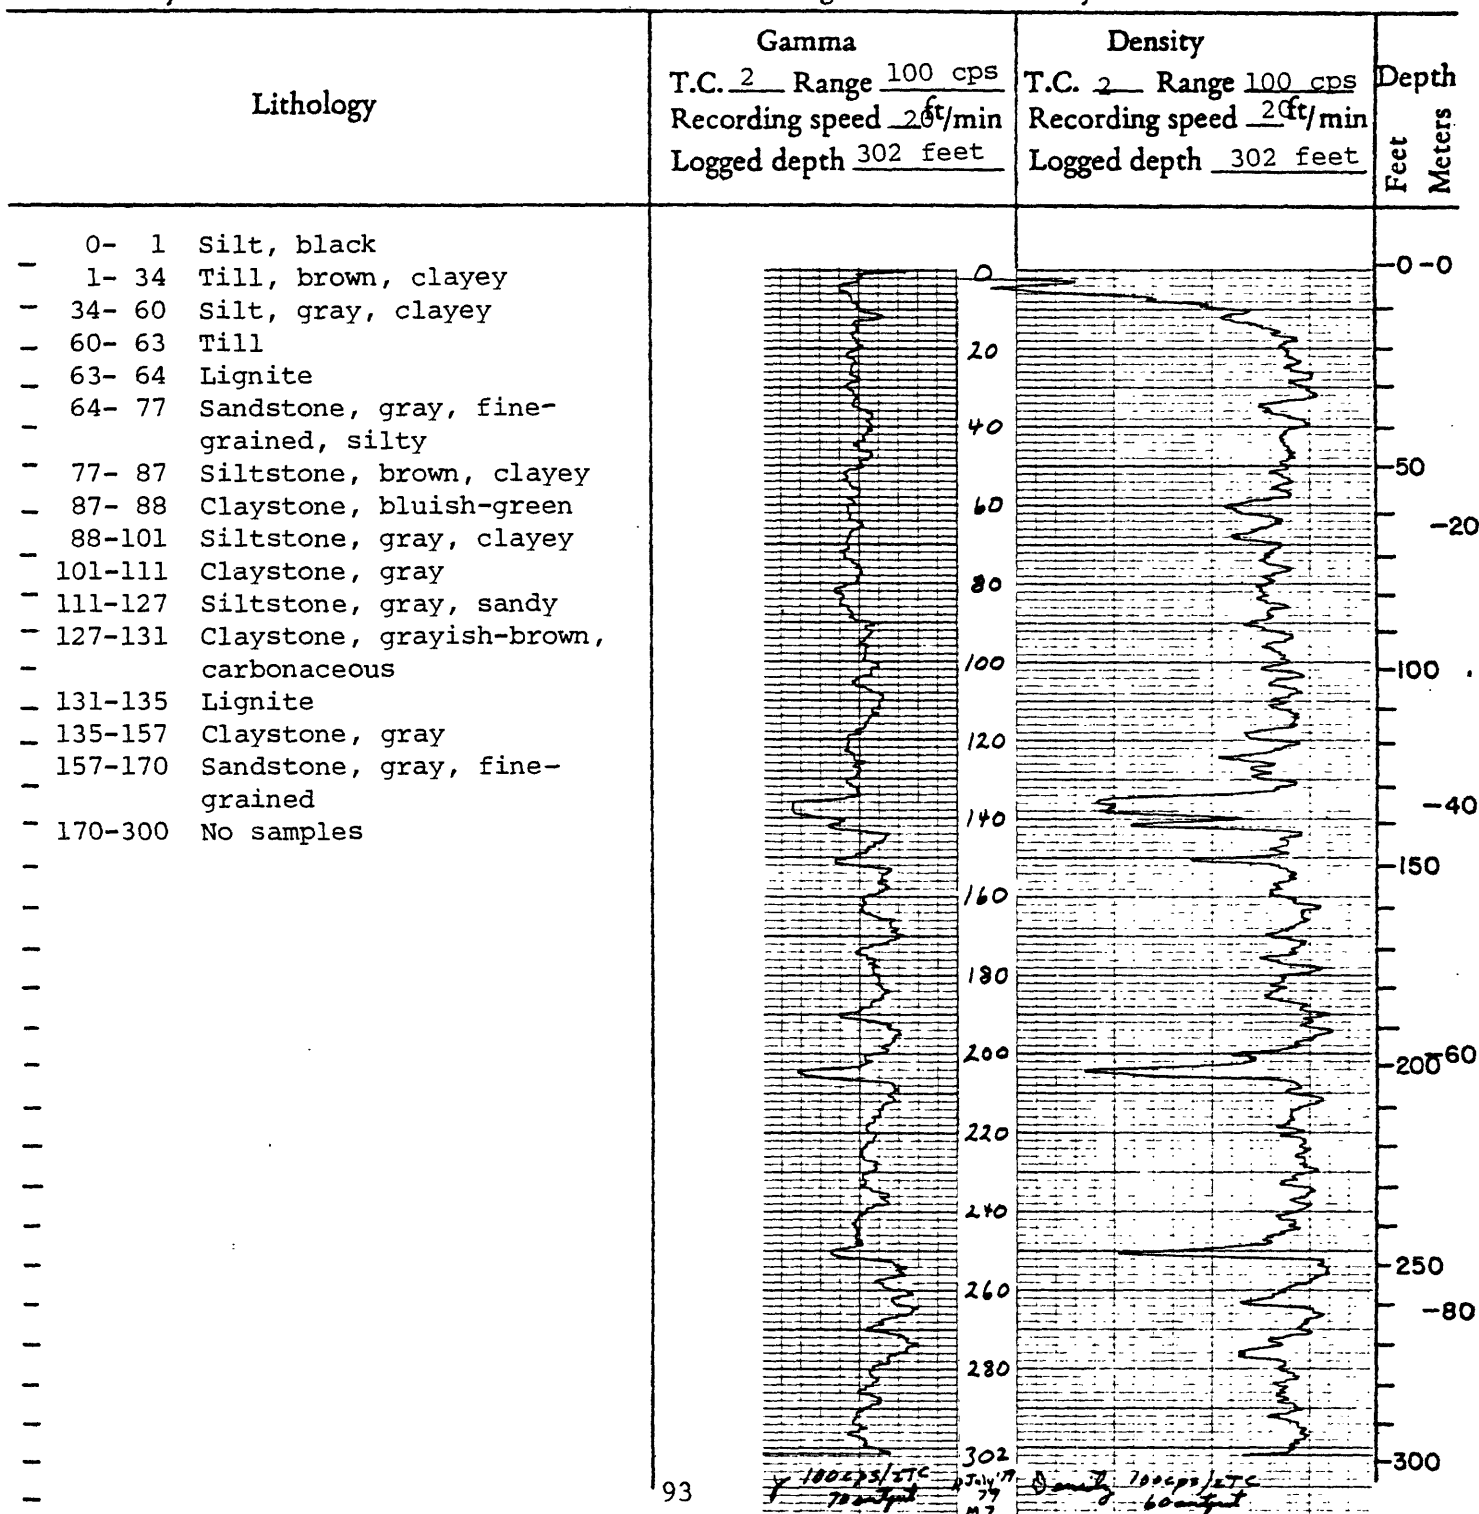 Lithology
Gamma
T.C. 2 Range 100 cps
Recording speed 20 ft/min
Logged depth 302 feet
Density
T.C. 2 Range 100 cps
Recording speed 20 ft/min
Logged depth 302 feet
Depth
Feet
Meters
0- 1 Silt, black
1- 34 Till, brown, clayey
34- 60 Silt, gray, clayey
60- 63 Till
63- 64 Lignite
64- 77 Sandstone, gray, fine-
grained, silty
77- 87 Siltstone, brown, clayey
87- 88 Claystone, bluish-green
88-101 Siltstone, gray, clayey
101-111 Claystone, gray
111-127 Siltstone, gray, sandy
127-131 Claystone, grayish-brown,
carbonaceous
131-135 Lignite
135-157 Claystone, gray
157-170 Sandstone, gray, fine-
grained
170-300 No samples
0
20
40
60
80
100
120
140
160
180
200
220
240
260
280
302
0
50
100
150
200
250
300
0
20
40
60
80
93
γ 100cps/2TC
70 output
July
79
Density 100cps/2TC
60 output